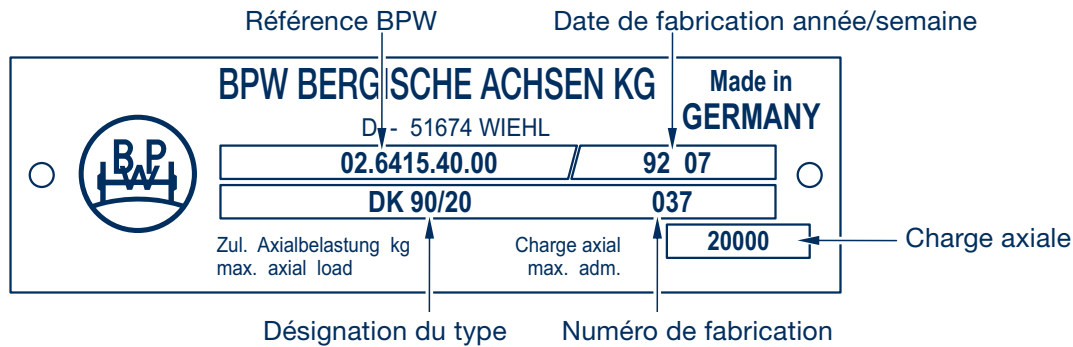 Référence BPW
Date de fabrication année/semaine
BPW BERGISCHE ACHSEN KG
Made in
GERMANY
D - 51674 WIEHL
BPW
02.6415.40.00 / 92 07
DK 90/20 037
Zul. Axialbelastung kg
max. axial load
Charge axial
max. adm.
20000
Charge axiale
Désignation du type
Numéro de fabrication